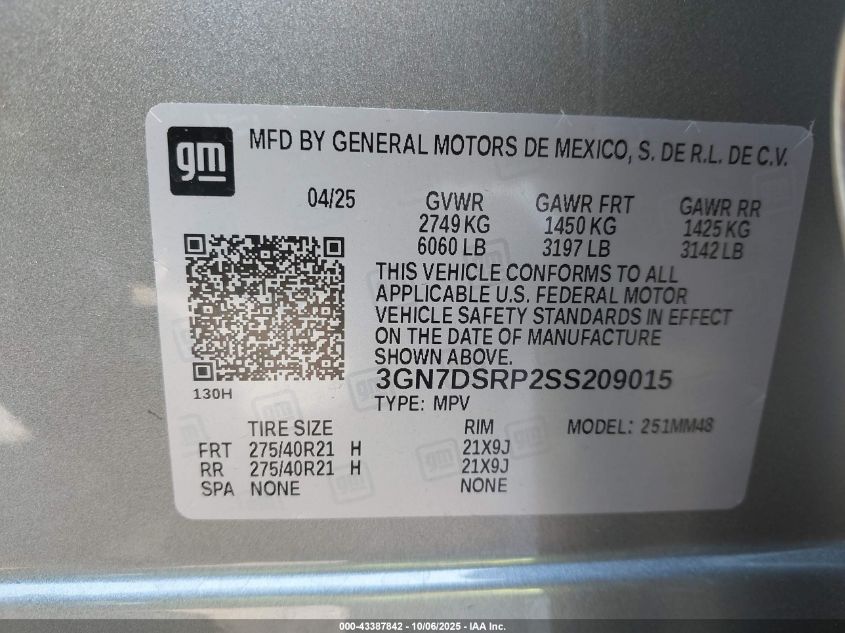 gm
MFD BY GENERAL MOTORS DE MEXICO, S. DE R.L. DE C.V.
04/25 GVWR GAWR FRT GAWR RR
2749 KG 1450 KG 1425 KG
6060 LB 3197 LB 3142 LB
THIS VEHICLE CONFORMS TO ALL
APPLICABLE U.S. FEDERAL MOTOR
VEHICLE SAFETY STANDARDS IN EFFECT
ON THE DATE OF MANUFACTURE
SHOWN ABOVE.
3GN7DSRP2SS209015
130H
TYPE: MPV
TIRE SIZE RIM MODEL: 251MM48
FRT 275/40R21 H 21X9J
RR 275/40R21 H 21X9J
SPA NONE NONE
000-43387842 - 10/06/2025 - IAA Inc.